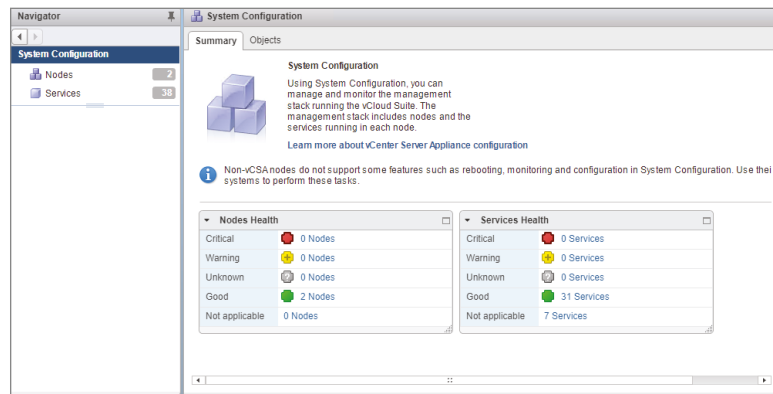 Navigator
System Configuration
Nodes 2
Services 38
System Configuration
Summary Objects
System Configuration
Using System Configuration, you can
manage and monitor the management
stack running the vCloud Suite. The
management stack includes nodes and the
services running in each node.
Learn more about vCenter Server Appliance configuration
Non-vCSA nodes do not support some features such as rebooting, monitoring and configuration in System Configuration. Use thei
systems to perform these tasks.
Nodes Health
Critical 0 Nodes
Warning 0 Nodes
Unknown 0 Nodes
Good 2 Nodes
Not applicable 0 Nodes
Services Health
Critical 0 Services
Warning 0 Services
Unknown 0 Services
Good 31 Services
Not applicable 7 Services